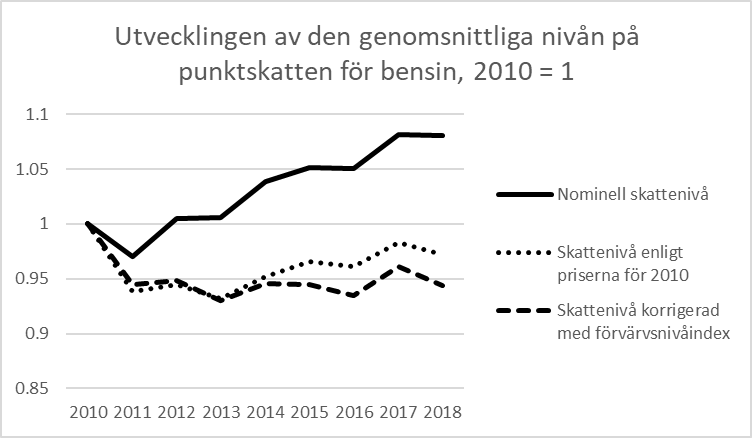 Utvecklingen av den genomsnittliga nivån på
punktskatten för bensin, 2010 = 1
1.1
1.05
1
0.95
0.9
0.85
2010 2011 2012 2013 2014 2015 2016 2017 2018
Nominell skattenivå
Skattenivå enligt
priserna för 2010
Skattenivå korrigerad
med förvärvsnivåindex